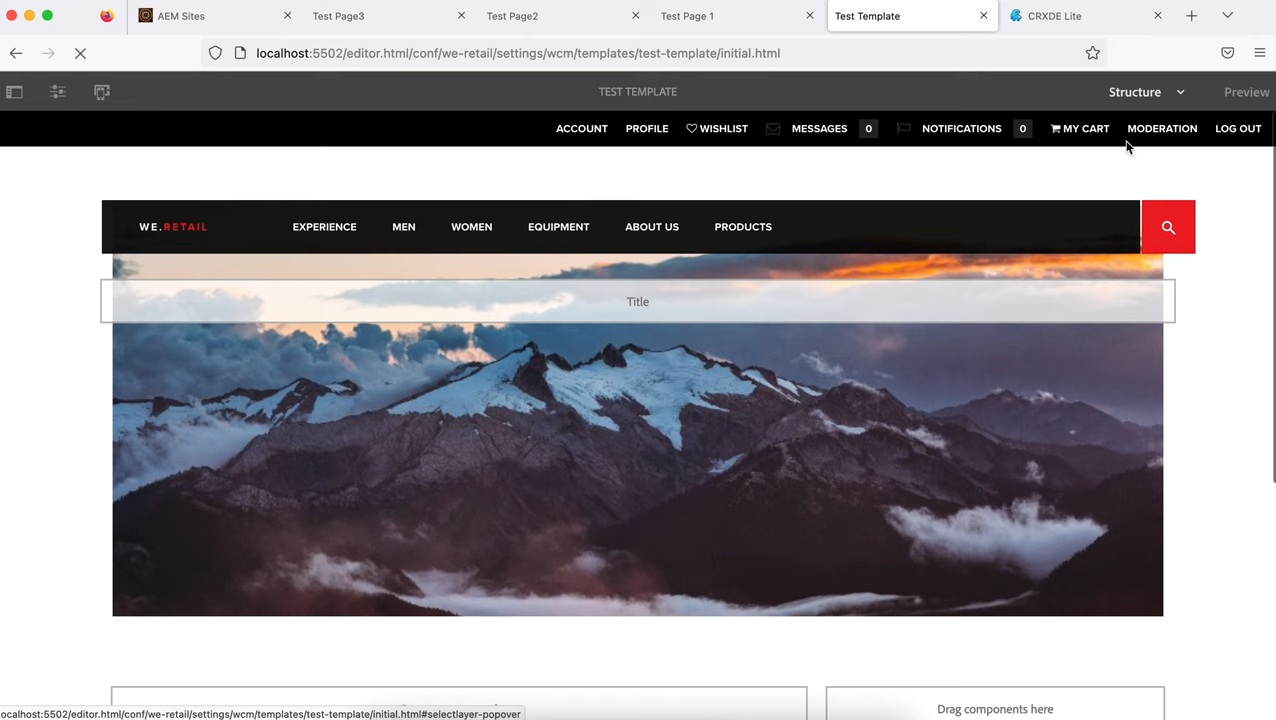 AEM Sites
Test Page3
Test Page2
Test Page 1
Test Template
CRXDE Lite
localhost:5502/editor.html/conf/we-retail/settings/wcm/templates/test-template/initial.html
TEST TEMPLATE
Structure
Preview
ACCOUNT PROFILE WISHLIST MESSAGES 0 NOTIFICATIONS 0 MY CART MODERATION LOG OUT
WE.RETAIL EXPERIENCE MEN WOMEN EQUIPMENT ABOUT US PRODUCTS
Title
Drag components here
ocalhost:5502/editor.html/conf/we-retail/settings/wcm/templates/test-template/initial.html#selectlayer-popover